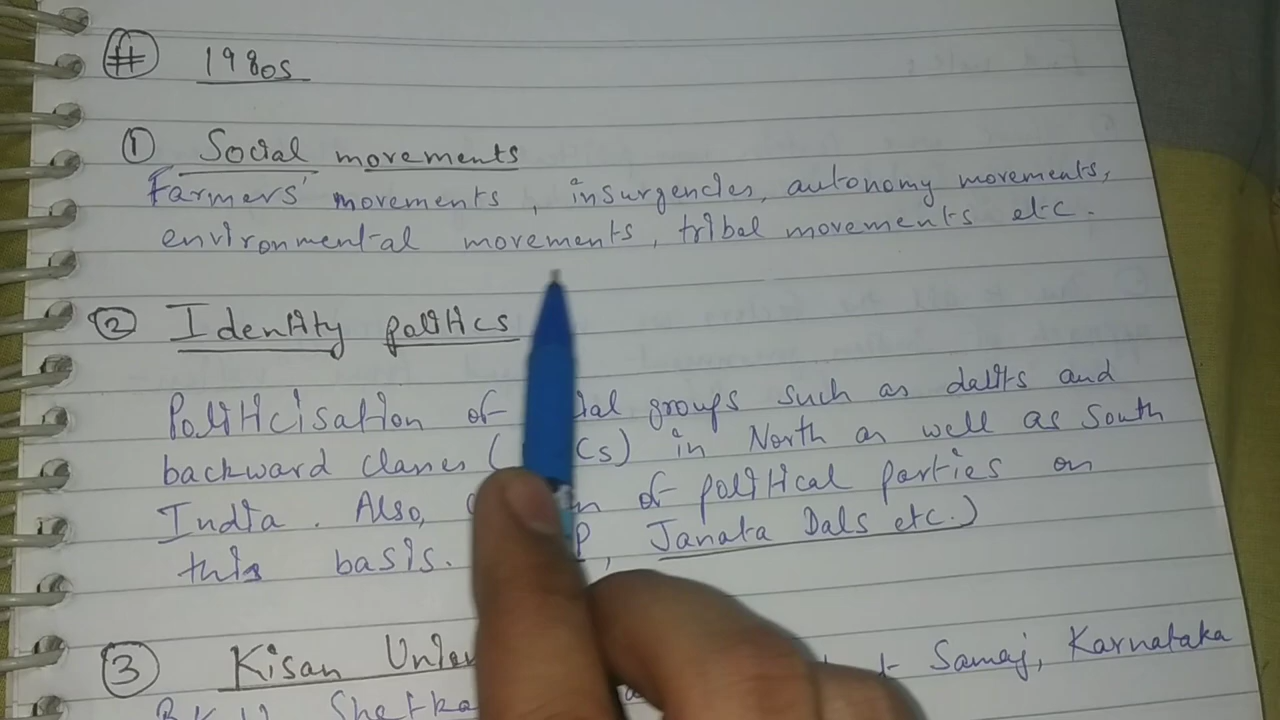 # 1980s
① Social movements
Farmers' movements, insurgencies, autonomy movements,
environmental movements, tribal movements etc.
② Identity politics
Politicisation of groups such as dalits and
backward classes ( Cs) in North as well as South
India. Also, of political parties on
this basis. P, Janata Dals etc.)
③ Kisan Samaj, Karnataka